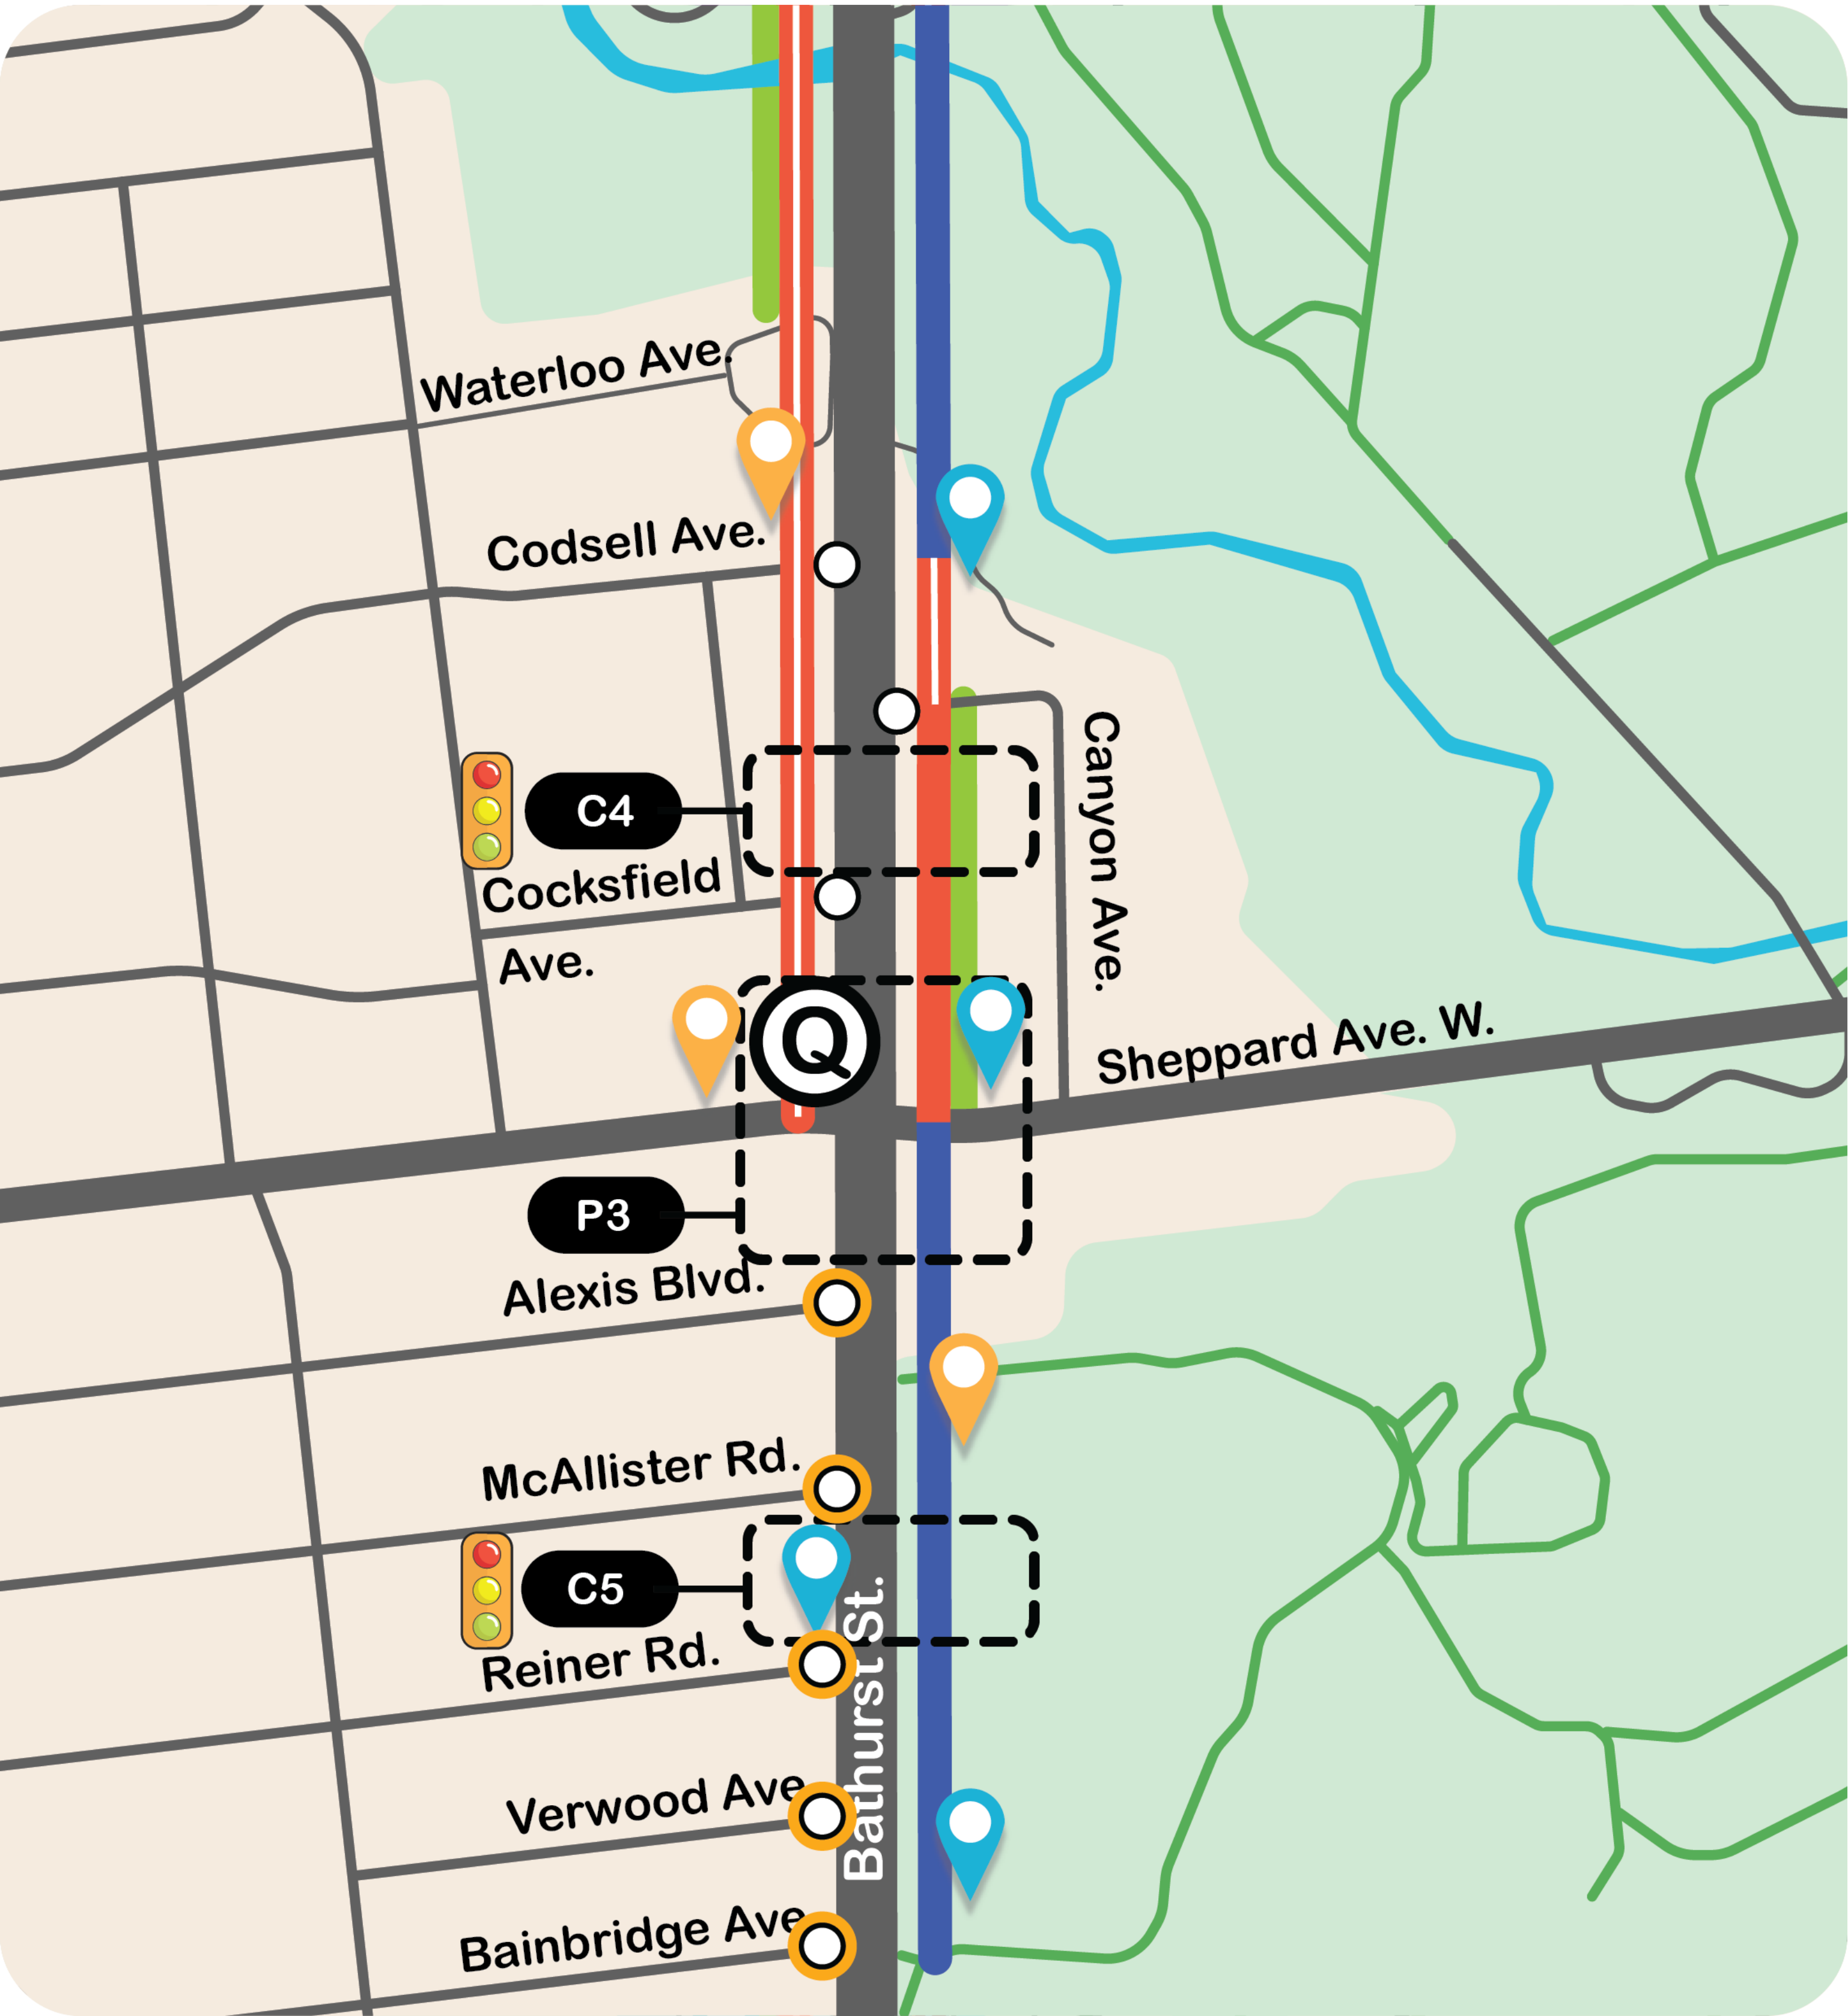 Waterloo Ave.
Codsell Ave.
C4
Cocksfield
Ave.
Canyon Ave.
Q
Sheppard Ave. W.
P3
Alexis Blvd.
McAllister Rd.
C5
Reiner Rd.
Bathurst St.
Verwood Ave
Bainbridge Ave